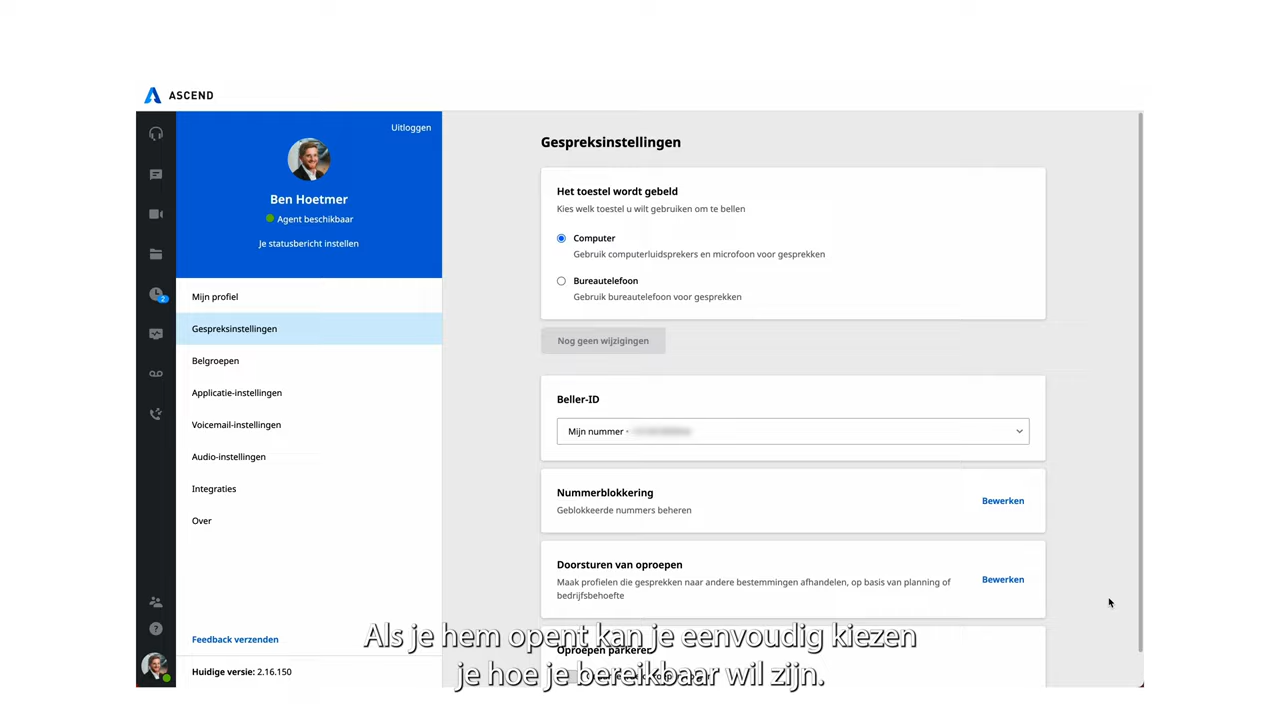 ASCEND
Uitloggen
Ben Hoetmer
Agent beschikbaar
Je statusbericht instellen
2
Mijn profiel
Gespreksinstellingen
Belgroepen
Applicatie-instellingen
Voicemail-instellingen
Audio-instellingen
Integraties
Over
Feedback verzenden
Huidige versie: 2.16.150
Gespreksinstellingen
Het toestel wordt gebeld
Kies welk toestel u wilt gebruiken om te bellen
Computer
Gebruik computerluidsprekers en microfoon voor gesprekken
Bureautelefoon
Gebruik bureautelefoon voor gesprekken
Nog geen wijzigingen
Beller-ID
Mijn nummer •
Nummerblokkering
Geblokkeerde nummers beheren
Bewerken
Doorsturen van oproepen
Maak profielen die gesprekken naar andere bestemmingen afhandelen, op basis van planning of
bedrijfsbehoefte
Bewerken
Oproepen parkeren
Als je hem opent kan je eenvoudig kiezen
je hoe je bereikbaar wil zijn.